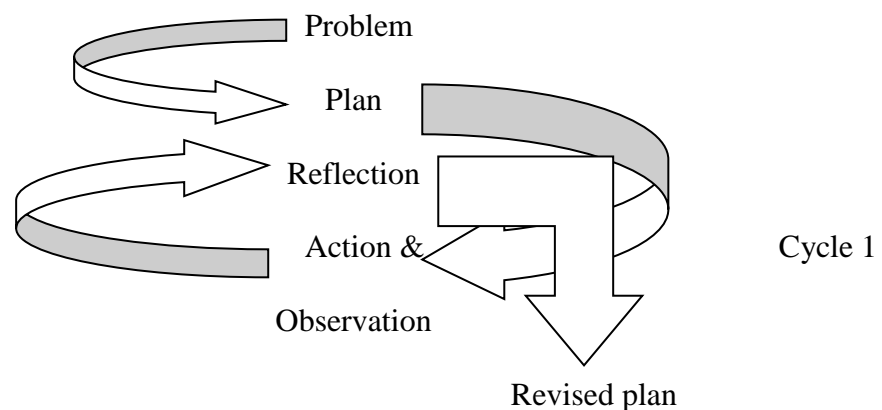 Problem
Plan
Reflection
Action &
Cycle 1
Observation
Revised plan